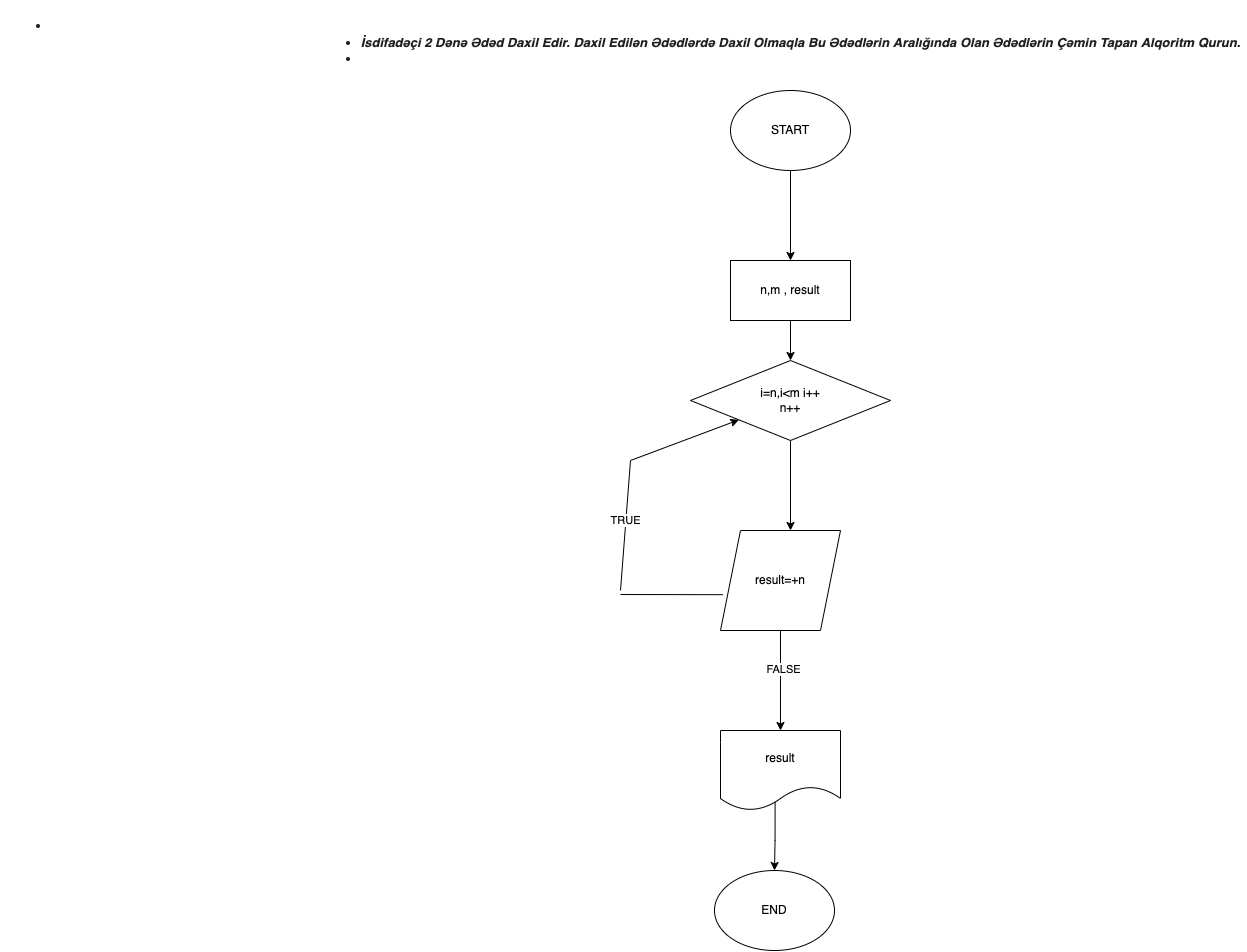 İsdifadəçi 2 Dənə Ədəd Daxil Edir. Daxil Edilən Ədədlərdə Daxil Olmaqla Bu Ədədlərin Aralığında Olan Ədədlərin Çəmin Tapan Alqoritm Qurun.
START
n,m , result
i=n,i<m i++
n++
TRUE
result=+n
FALSE
result
END